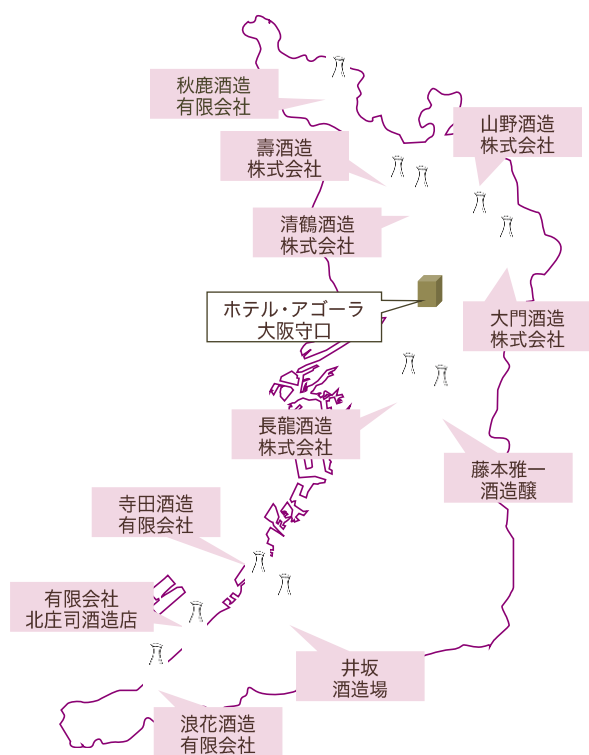 秋鹿酒造
有限会社
山野酒造
株式会社
壽酒造
株式会社
清鶴酒造
株式会社
ホテル・アゴーラ
大阪守口
大門酒造
株式会社
長龍酒造
株式会社
藤本雅一
酒造醸
寺田酒造
有限会社
有限会社
北庄司酒造店
井坂
酒造場
浪花酒造
有限会社